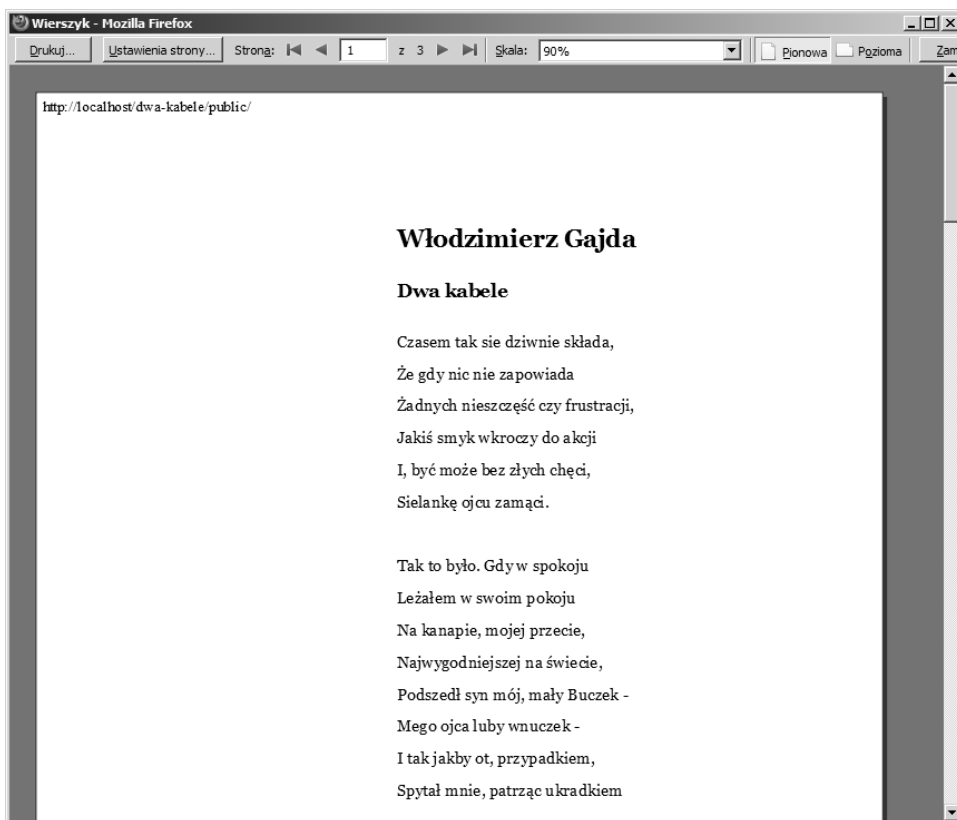 Wierszyk - Mozilla Firefox
Drukuj... Ustawienia strony... Strona: 1 z 3 Skala: 90% Pionowa Pozioma Zam
http://localhost/dwa-kabele/public/
Włodzimierz Gajda
Dwa kabele
Czasem tak sie dziwnie składa,
Że gdy nic nie zapowiada
Żadnych nieszczęść czy frustracji,
Jakiś smyk wkroczy do akcji
I, być może bez złych chęci,
Sielankę ojcu zamąci.
Tak to było. Gdy w spokoju
Leżałem w swoim pokoju
Na kanapie, mojej przecie,
Najwygodniejszej na świecie,
Podszedł syn mój, mały Buczek -
Mego ojca luby wnuczek -
I tak jakby ot, przypadkiem,
Spytał mnie, patrząc ukradkiem